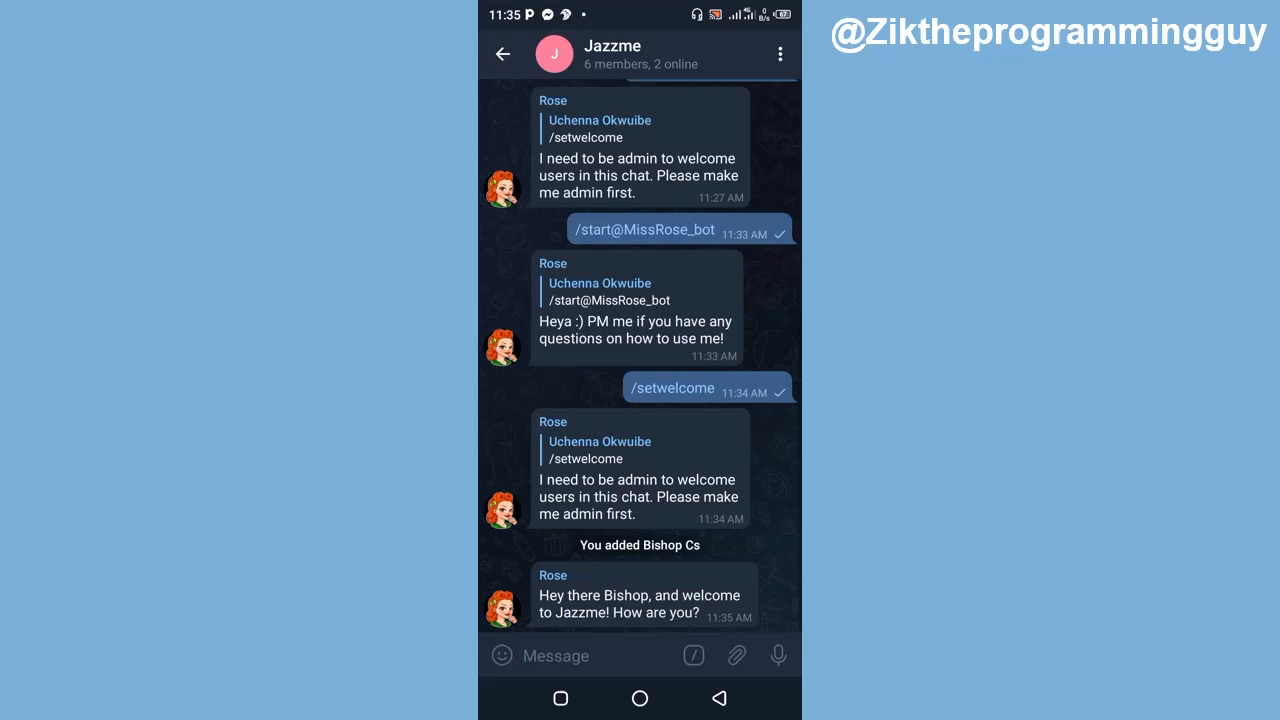 @Ziktheprogrammingguy
11:35
4G
0
B/s
67
J
Jazzme
6 members, 2 online
Rose
Uchenna Okwuibe
/setwelcome
I need to be admin to welcome
users in this chat. Please make
me admin first.
11:27 AM
/start@MissRose_bot 11:33 AM
Rose
Uchenna Okwuibe
/start@MissRose_bot
Heya :) PM me if you have any
questions on how to use me!
11:33 AM
/setwelcome 11:34 AM
Rose
Uchenna Okwuibe
/setwelcome
I need to be admin to welcome
users in this chat. Please make
me admin first.
11:34 AM
You added Bishop Cs
Rose
Hey there Bishop, and welcome
to Jazzme! How are you? 11:35 AM
Message